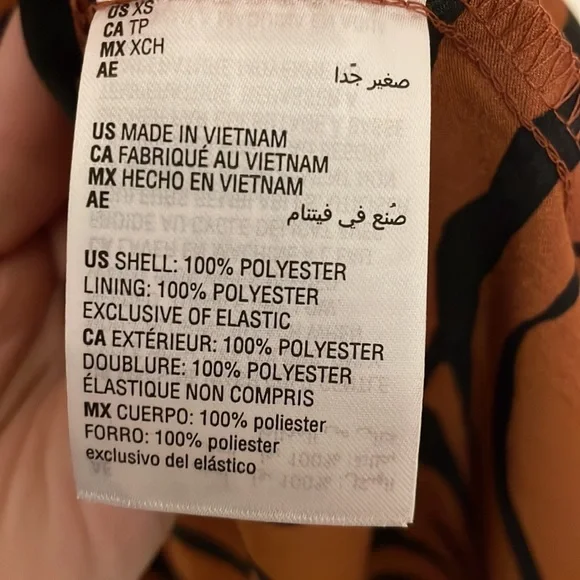 US XS
CA TP
MX XCH
AE صغير جّدا
US MADE IN VIETNAM
CA FABRIQUÉ AU VIETNAM
MX HECHO EN VIETNAM
AE صُنع في فيتنام
US SHELL: 100% POLYESTER
LINING: 100% POLYESTER
EXCLUSIVE OF ELASTIC
CA EXTÉRIEUR: 100% POLYESTER
DOUBLURE: 100% POLYESTER
ÉLASTIQUE NON COMPRIS
MX CUERPO: 100% poliester
FORRO: 100% poliester
exclusivo del elástico